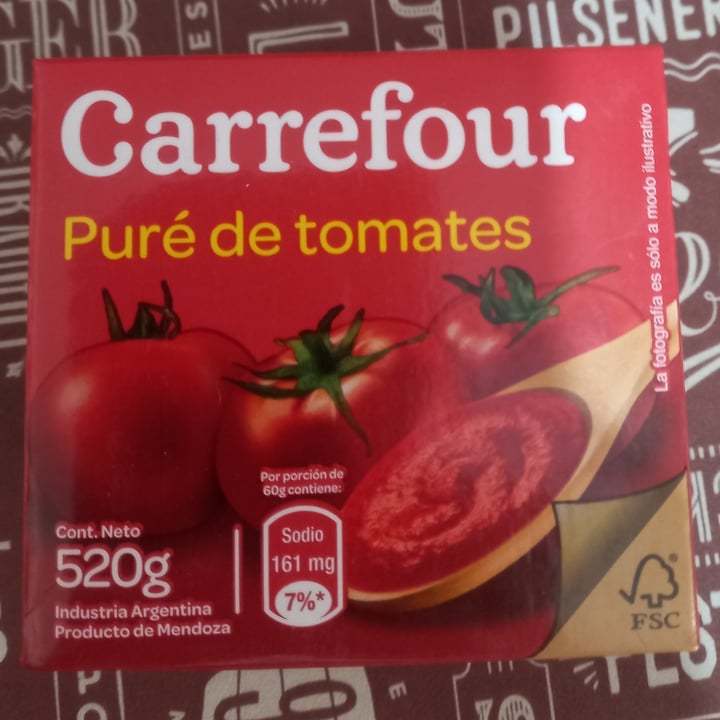 PILSENER
Carrefour
Puré de tomates
La fotografía es sólo a modo ilustrativo
Por porción de
60g contiene:
Sodio
161 mg
7%*
Cont. Neto
520g
Industria Argentina
Producto de Mendoza
FSC